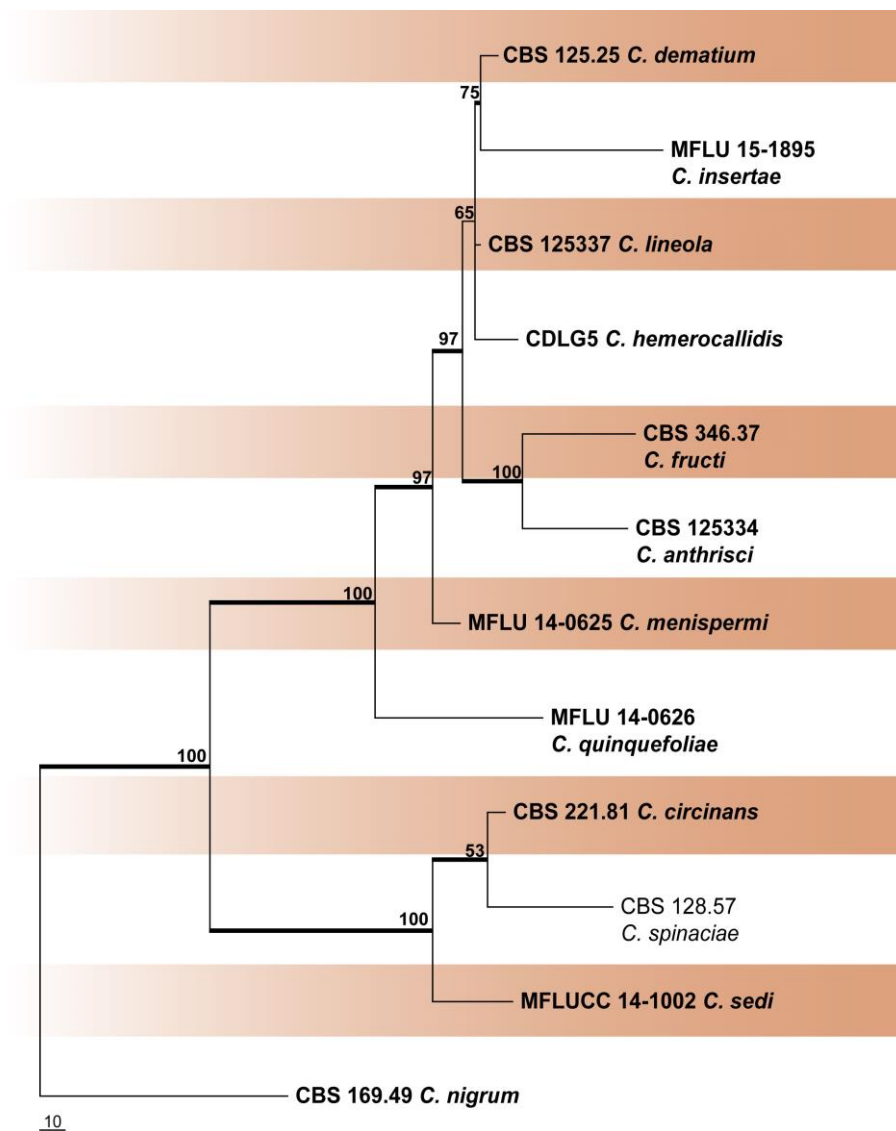 CBS 125.25 C. dematium
75
MFLU 15-1895
C. insertae
65
CBS 125337 C. lineola
97
CDLG5 C. hemerocallidis
CBS 346.37
C. fructi
97
100
CBS 125334
C. anthrisci
100
MFLU 14-0625 C. menispermi
MFLU 14-0626
C. quinquefoliae
100
CBS 221.81 C. circinans
53
CBS 128.57
C. spinaciae
100
MFLUCC 14-1002 C. sedi
CBS 169.49 C. nigrum
10